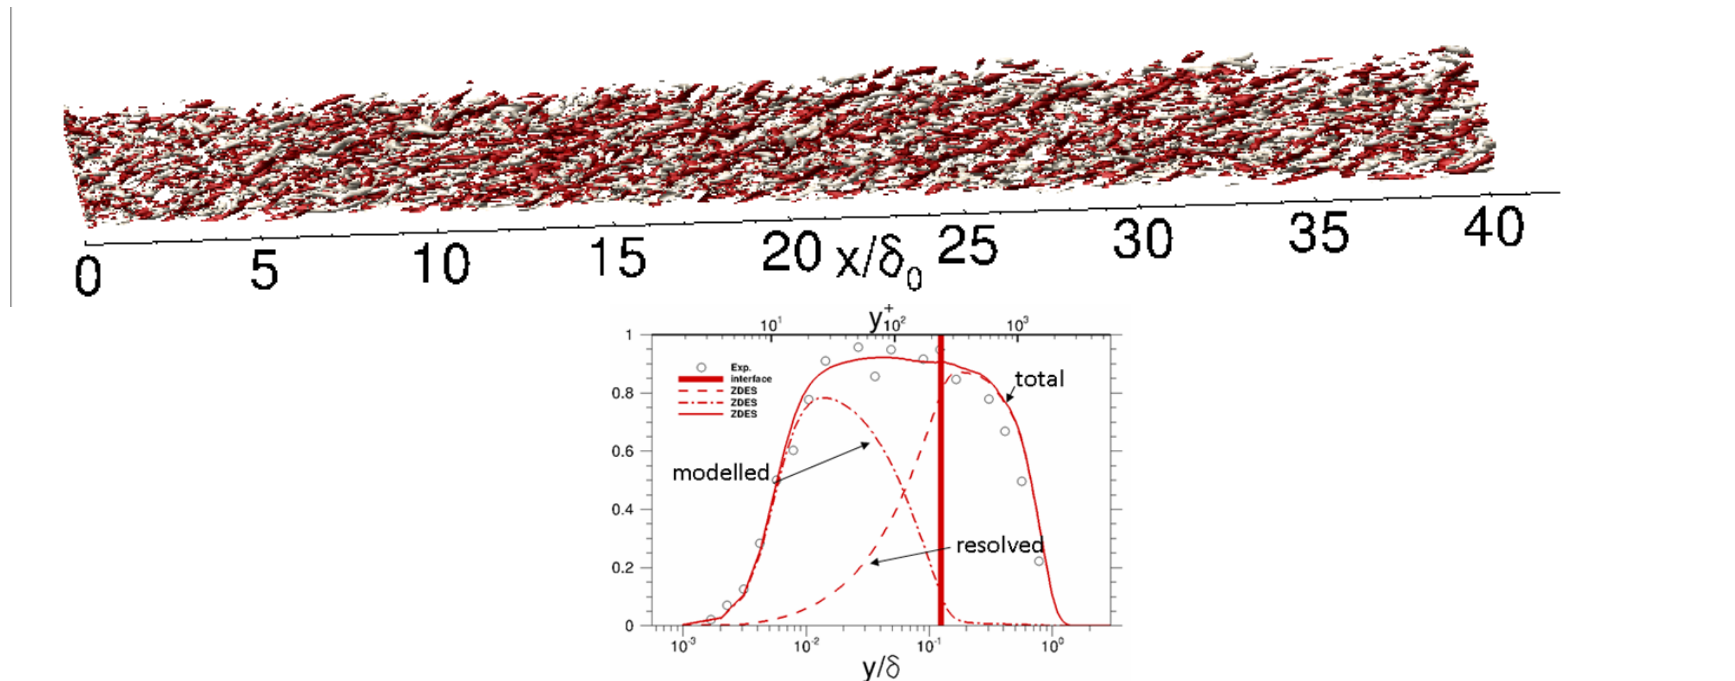 0 5 10 15 20 x/δ₀ 25 30 35 40
10¹ y⁺ 10² 10³
1
Exp.
interface
ZDES
ZDES
ZDES
total
0.8
0.6
modelled
0.4
resolved
0.2
0
10⁻³ 10⁻² 10⁻¹ 10⁰
y/δ